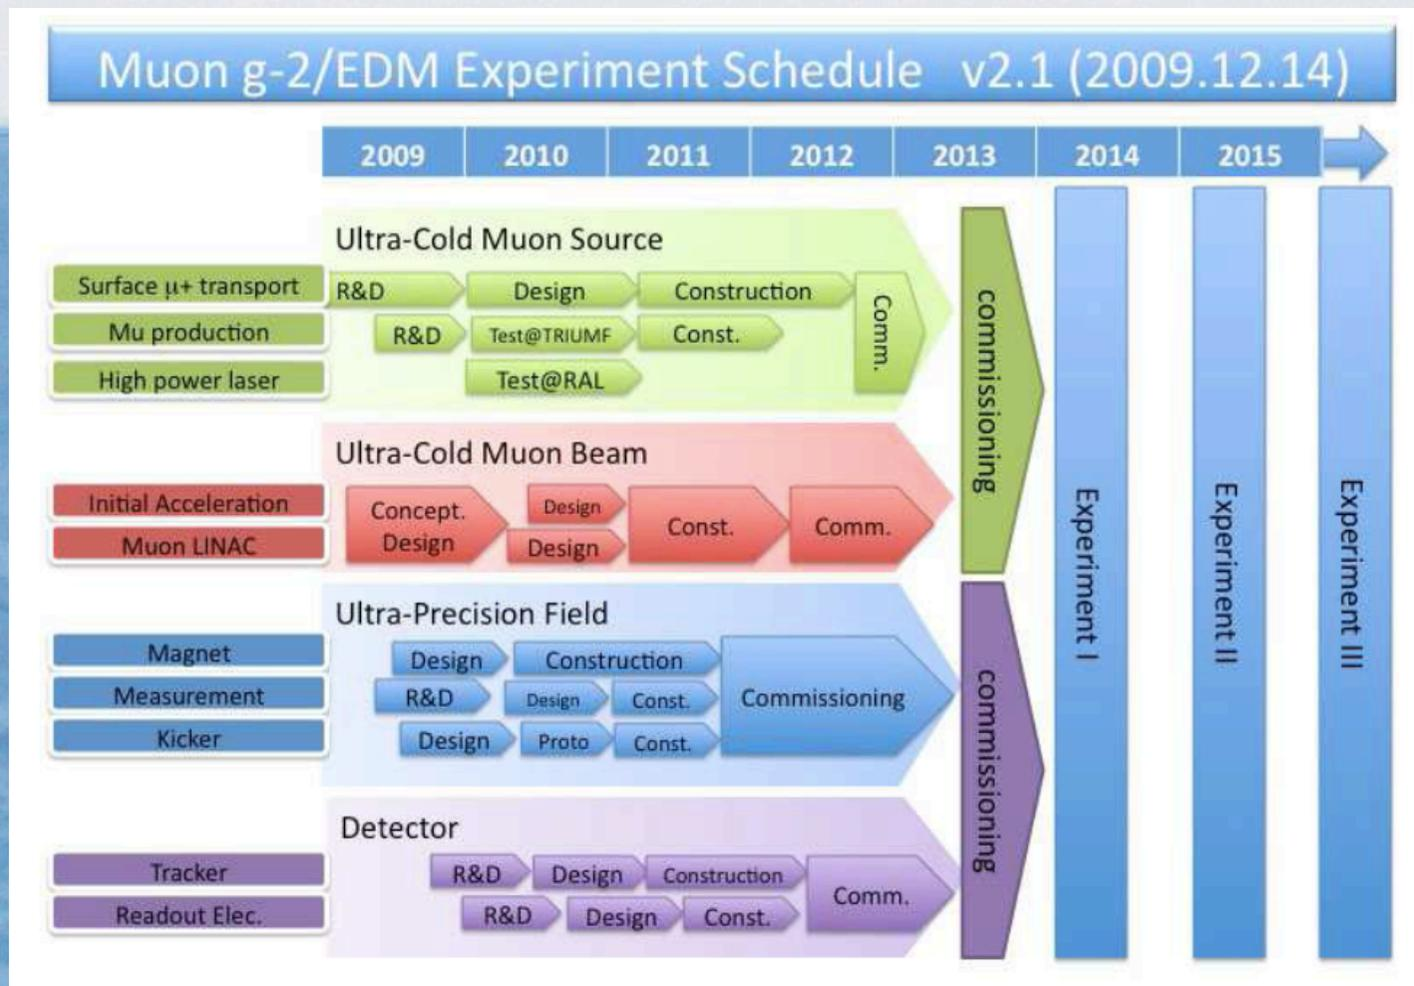 Muon g-2/EDM Experiment Schedule v2.1 (2009.12.14)
2009 2010 2011 2012 2013 2014 2015
Ultra-Cold Muon Source
Surface μ+ transport R&D Design Construction
Mu production R&D Test@TRIUMF Const.
High power laser Test@RAL
Comm.
Ultra-Cold Muon Beam
Initial Acceleration
Muon LINAC
Concept.
Design
Design
Design
Const.
Comm.
commissioning
Ultra-Precision Field
Magnet Design Construction
Measurement R&D Design Const.
Kicker Design Proto Const.
Commissioning
Detector
Tracker R&D Design Construction
Readout Elec. R&D Design Const.
Comm.
commissioning
Experiment I
Experiment II
Experiment III